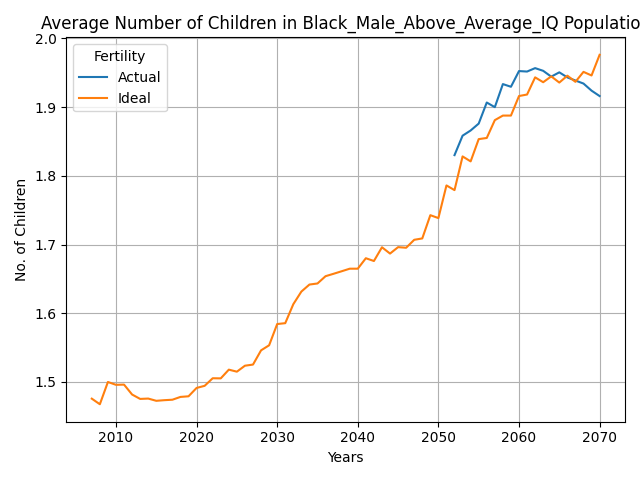 Average Number of Children in Black_Male_Above_Average_IQ Populatio
Fertility
Actual
Ideal
2.0
1.9
1.8
1.7
1.6
1.5
No. of Children
2010 2020 2030 2040 2050 2060 2070
Years